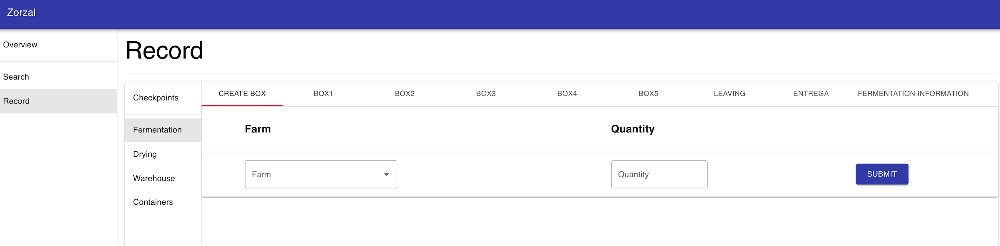 Zorzal
Overview
Search
Record
Record
Checkpoints
Fermentation
Drying
Warehouse
Containers
CREATE BOX BOX1 BOX2 BOX3 BOX4 BOX5 LEAVING ENTREGA FERMENTATION INFORMATION
Farm Quantity
Farm Quantity SUBMIT